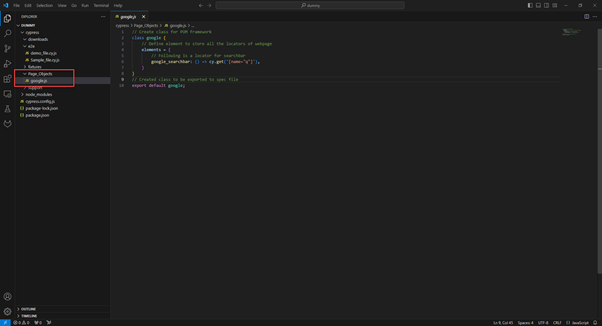 File Edit Selection View Go Run Terminal Help
dummy
EXPLORER
google.js
DUMMY
cypress > Page_Objects > google.js > ...
cypress
downloads
e2e
demo_file.cy.js
Sample_file.cy.js
fixtures
Page_Objects
google.js
support
node_modules
cypress.config.js
package-lock.json
package.json
1 // Create class for POM framework
2 class google {
3 // Define element to store all the locators of webpage
4 elements = {
5 // Following is a locator for searchbar
6 google_searchbar: () => cy.get('[name="q"]'),
7 }
8 }
9 // Created class to be exported to spec file
10 export default google;
OUTLINE
TIMELINE
Ln 9, Col 45 Spaces: 4 UTF-8 CRLF JavaScript